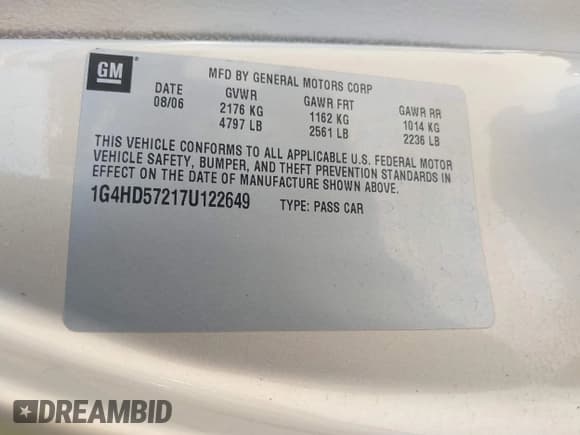 GM
MFD BY GENERAL MOTORS CORP
DATE GVWR GAWR FRT GAWR RR
08/06 2176 KG 1162 KG 1014 KG
4797 LB 2561 LB 2236 LB
THIS VEHICLE CONFORMS TO ALL APPLICABLE U.S. FEDERAL MOTOR
VEHICLE SAFETY, BUMPER, AND THEFT PREVENTION STANDARDS IN
EFFECT ON THE DATE OF MANUFACTURE SHOWN ABOVE.
1G4HD57217U122649 TYPE: PASS CAR
DREAMBID